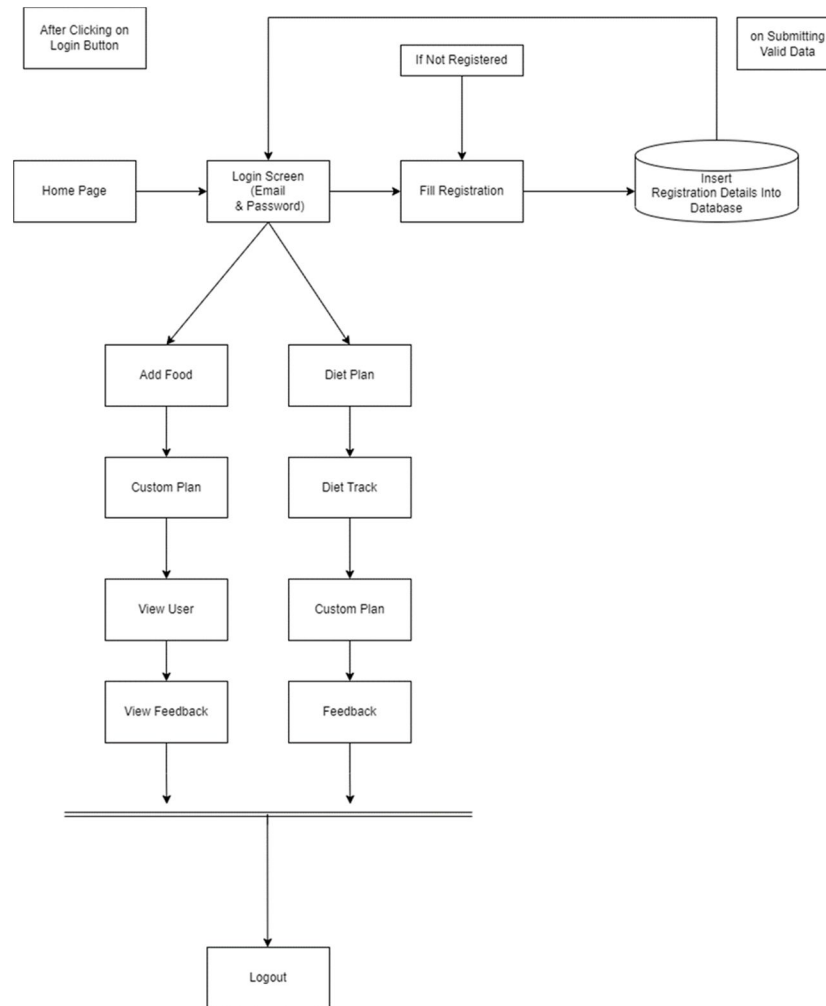 After Clicking on
Login Button
on Submitting
Valid Data
If Not Registered
Home Page
Login Screen
(Email
& Password)
Fill Registration
Insert
Registration Details Into
Database
Add Food
Diet Plan
Custom Plan
Diet Track
View User
Custom Plan
View Feedback
Feedback
Logout